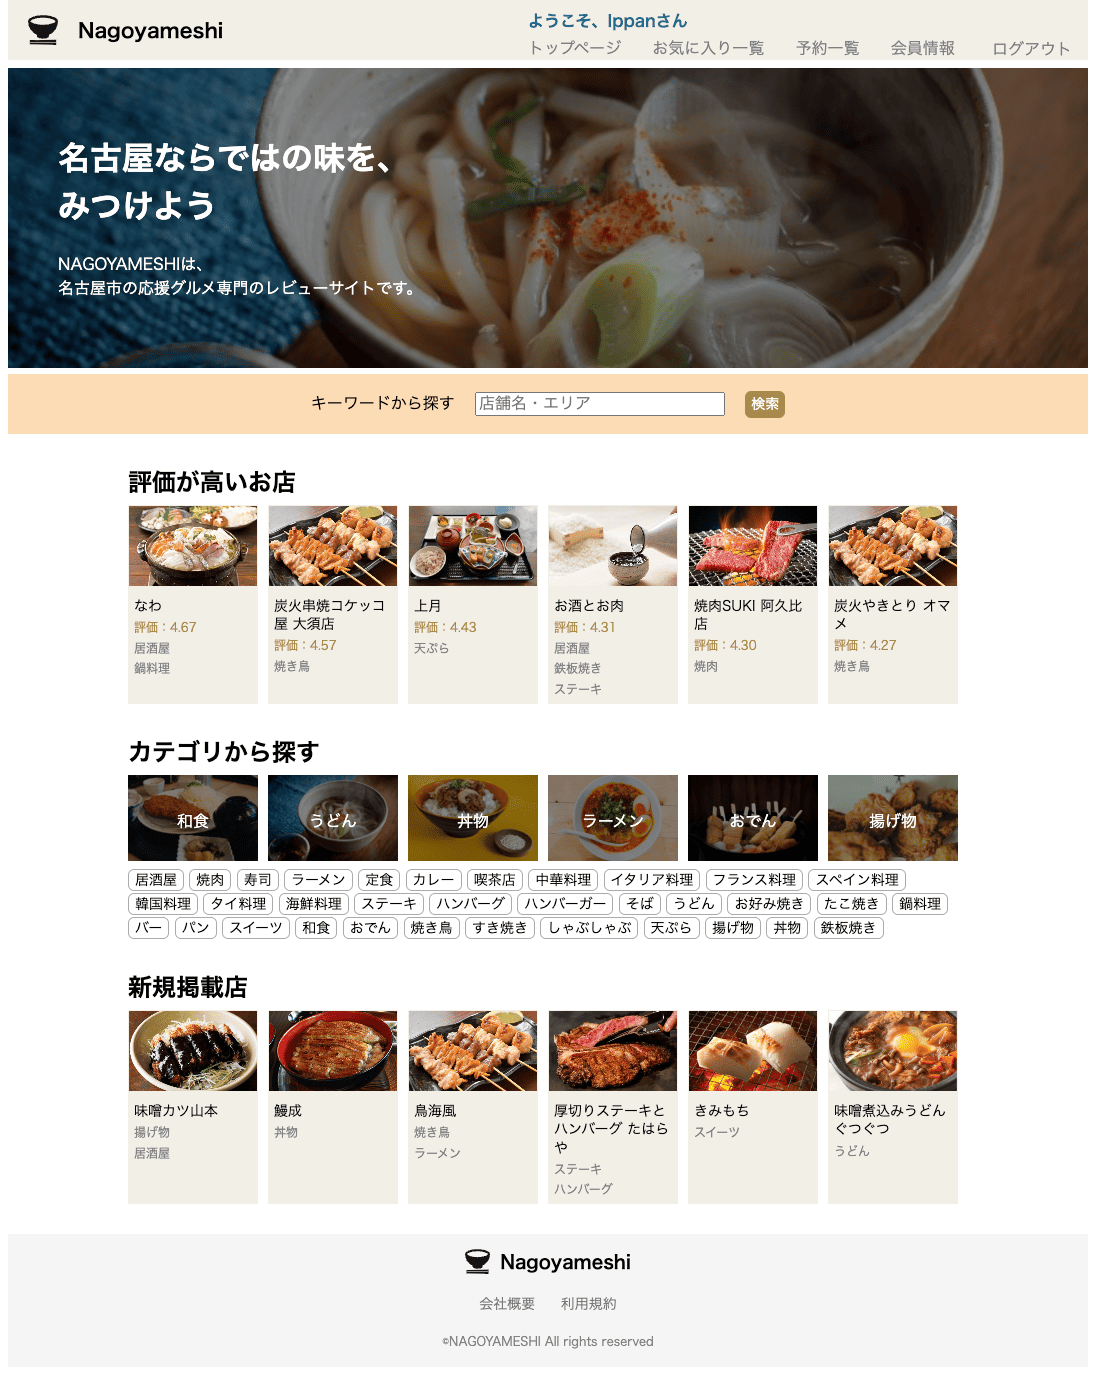 Nagoyameshi
ようこそ、Ippanさん
トップページ お気に入り一覧 予約一覧 会員情報 ログアウト
名古屋ならではの味を、
みつけよう
NAGOYAMESHIは、
名古屋市の応援グルメ専門のレビューサイトです。
キーワードから探す 店舗名・エリア 検索
評価が高いお店
なわ
評価：4.67
居酒屋
鍋料理
炭火串焼コケッコ
屋 大須店
評価：4.57
焼き鳥
上月
評価：4.43
天ぷら
お酒とお肉
評価：4.31
居酒屋
鉄板焼き
ステーキ
焼肉SUKI 阿久比
店
評価：4.30
焼肉
炭火やきとり オマ
メ
評価：4.27
焼き鳥
カテゴリから探す
和食 うどん 丼物 ラーメン おでん 揚げ物
居酒屋 焼肉 寿司 ラーメン 定食 カレー 喫茶店 中華料理 イタリア料理 フランス料理 スペイン料理
韓国料理 タイ料理 海鮮料理 ステーキ ハンバーグ ハンバーガー そば うどん お好み焼き たこ焼き 鍋料理
バー パン スイーツ 和食 おでん 焼き鳥 すき焼き しゃぶしゃぶ 天ぷら 揚げ物 丼物 鉄板焼き
新規掲載店
味噌カツ山本
揚げ物
居酒屋
鰻成
丼物
鳥海風
焼き鳥
ラーメン
厚切りステーキと
ハンバーグ たはら
や
ステーキ
ハンバーグ
きみもち
スイーツ
味噌煮込みうどん
ぐつぐつ
うどん
Nagoyameshi
会社概要 利用規約
©NAGOYAMESHI All rights reserved